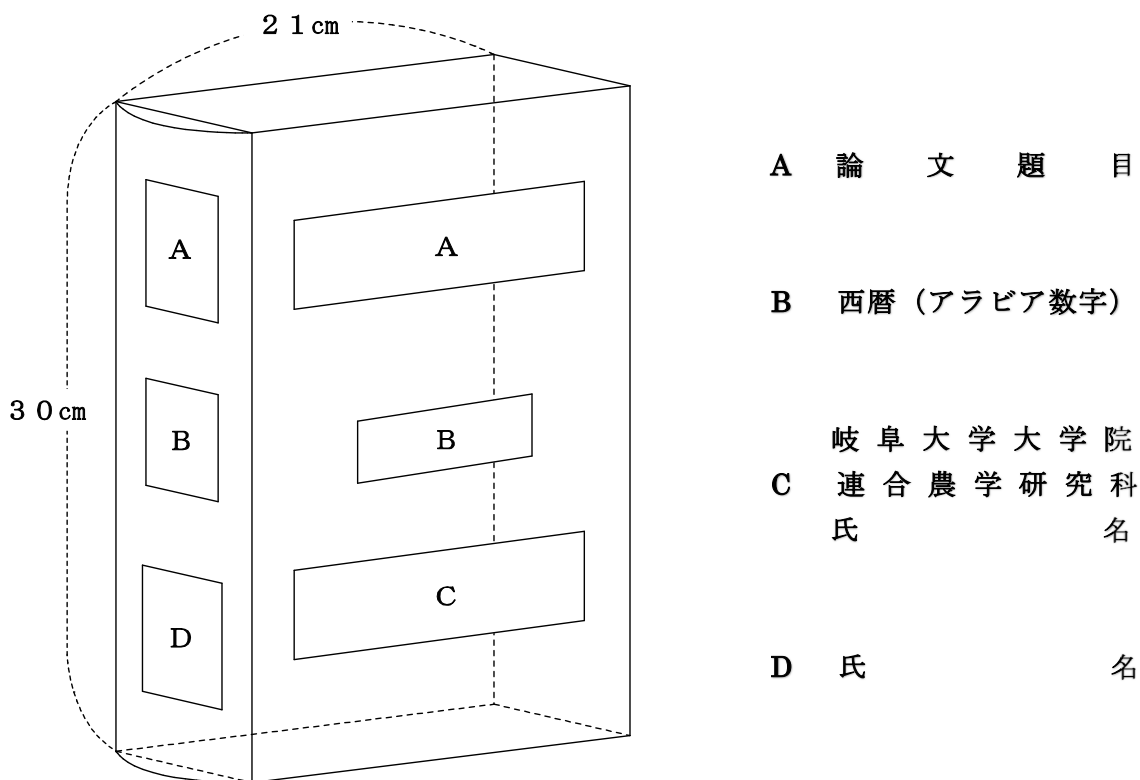 ２１㎝
３０㎝
A
B
D
A
B
C
A 論文題目
B 西暦（アラビア数字）
岐阜大学大学院
C 連合農学研究科
氏名
D 氏名